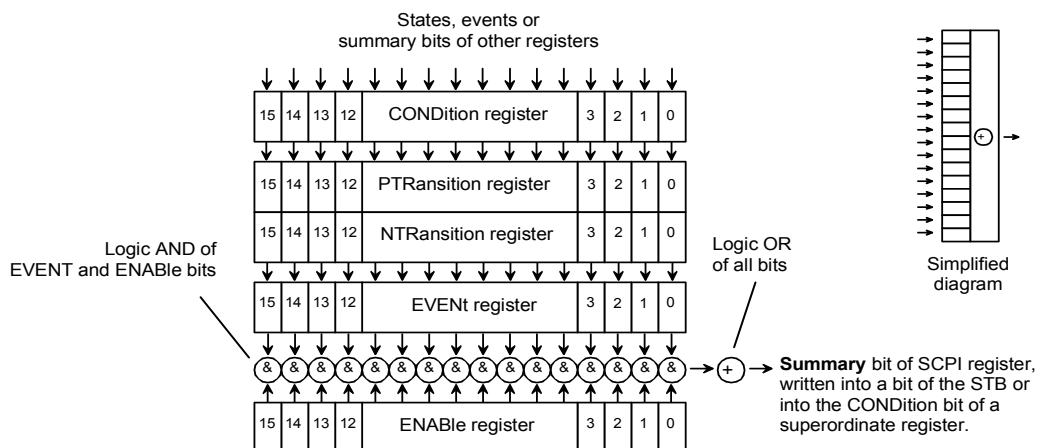 States, events or
summary bits of other registers
15 14 13 12 CONDition register 3 2 1 0
15 14 13 12 PTRansition register 3 2 1 0
15 14 13 12 NTRansition register 3 2 1 0
Logic AND of
EVENT and ENABle bits
15 14 13 12 EVENt register 3 2 1 0
Logic OR
of all bits
& & & & & & & & & & & & & & & & +
Summary bit of SCPI register,
written into a bit of the STB or
into the CONDition bit of a
superordinate register.
15 14 13 12 ENABle register 3 2 1 0
+
Simplified
diagram